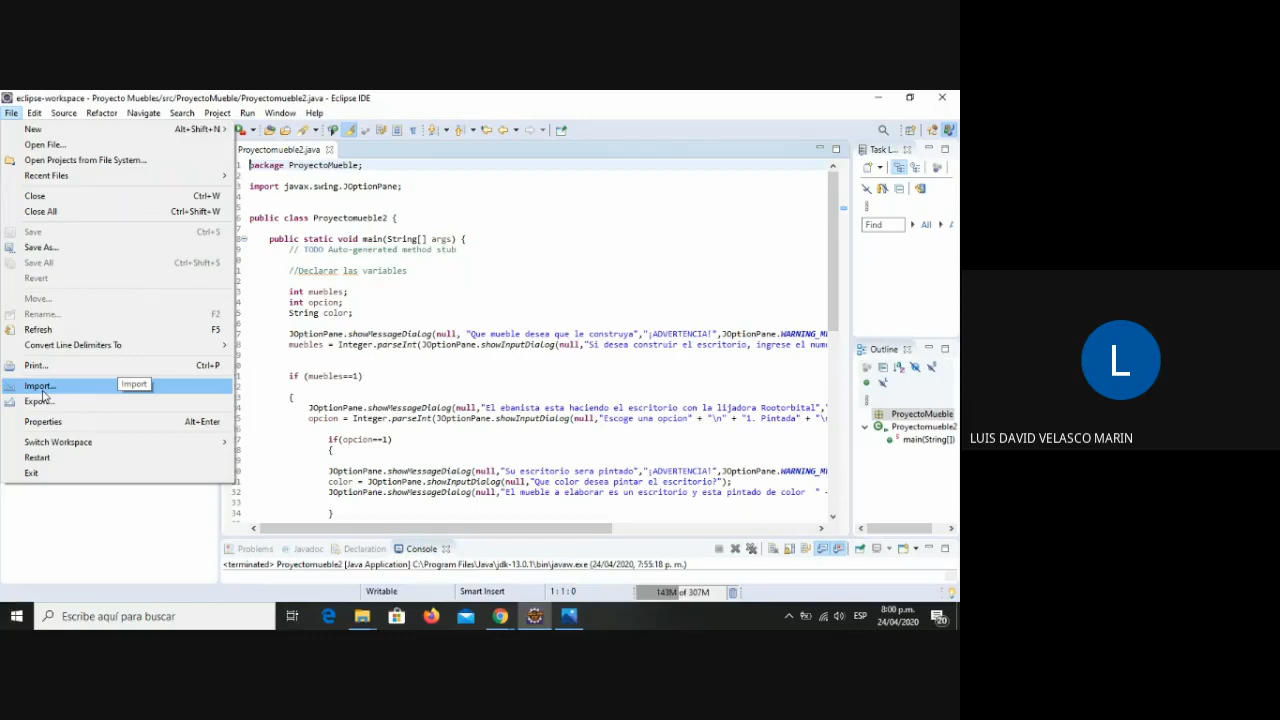 eclipse-workspace - Proyecto Muebles/src/ProyectoMueble/Proyectomueble2.java - Eclipse IDE
File Edit Source Refactor Navigate Search Project Run Window Help
New Alt+Shift+N
Open File...
Open Projects from File System...
Recent Files
Close Ctrl+W
Close All Ctrl+Shift+W
Save Ctrl+S
Save As...
Save All Ctrl+Shift+S
Revert
Move...
Rename... F2
Refresh F5
Convert Line Delimiters To
Print... Ctrl+P
Import...
Import
Export...
Properties Alt+Enter
Switch Workspace
Restart
Exit
Proyectomueble2.java
package ProyectoMueble;
import javax.swing.JOptionPane;
public class Proyectomueble2 {
public static void main(String[] args) {
// TODO Auto-generated method stub
//Declarar las variables
int muebles;
int opcion;
String color;
JOptionPane.showMessageDialog(null, "Que mueble desea que le construya","¡ADVERTENCIA!",JOptionPane.WARNING_M
muebles = Integer.parseInt(JOptionPane.showInputDialog(null,"Si desea construir el escritorio, ingrese el num
if (muebles==1)
{
JOptionPane.showMessageDialog(null,"El ebanista esta haciendo el escritorio con la lijadora Rootorbital","
opcion = Integer.parseInt(JOptionPane.showInputDialog(null,"Escoge una opcion" + "\n" + "1. Pintada" + "\
if(opcion==1)
{
JOptionPane.showMessageDialog(null,"Su escritorio sera pintado","¡ADVERTENCIA!",JOptionPane.WARNING_M
color = JOptionPane.showInputDialog(null,"Que color desea pintar el escritorio?");
JOptionPane.showMessageDialog(null,"El mueble a elaborar es un escritorio y esta pintado de color " +
}
Task L...
Find All
Outline
ProyectoMueble
Proyectomueble2
main(String[])
Problems Javadoc Declaration Console
<terminated> Proyectomueble2 [Java Application] C:\Program Files\Java\jdk-13.0.1\bin\javaw.exe (24/04/2020, 7:55:18 p. m.)
Writable Smart Insert 1 : 1 : 0 143M of 307M
Escribe aquí para buscar
ESP
8:00 p.m.
24/04/2020
20
L
LUIS DAVID VELASCO MARIN